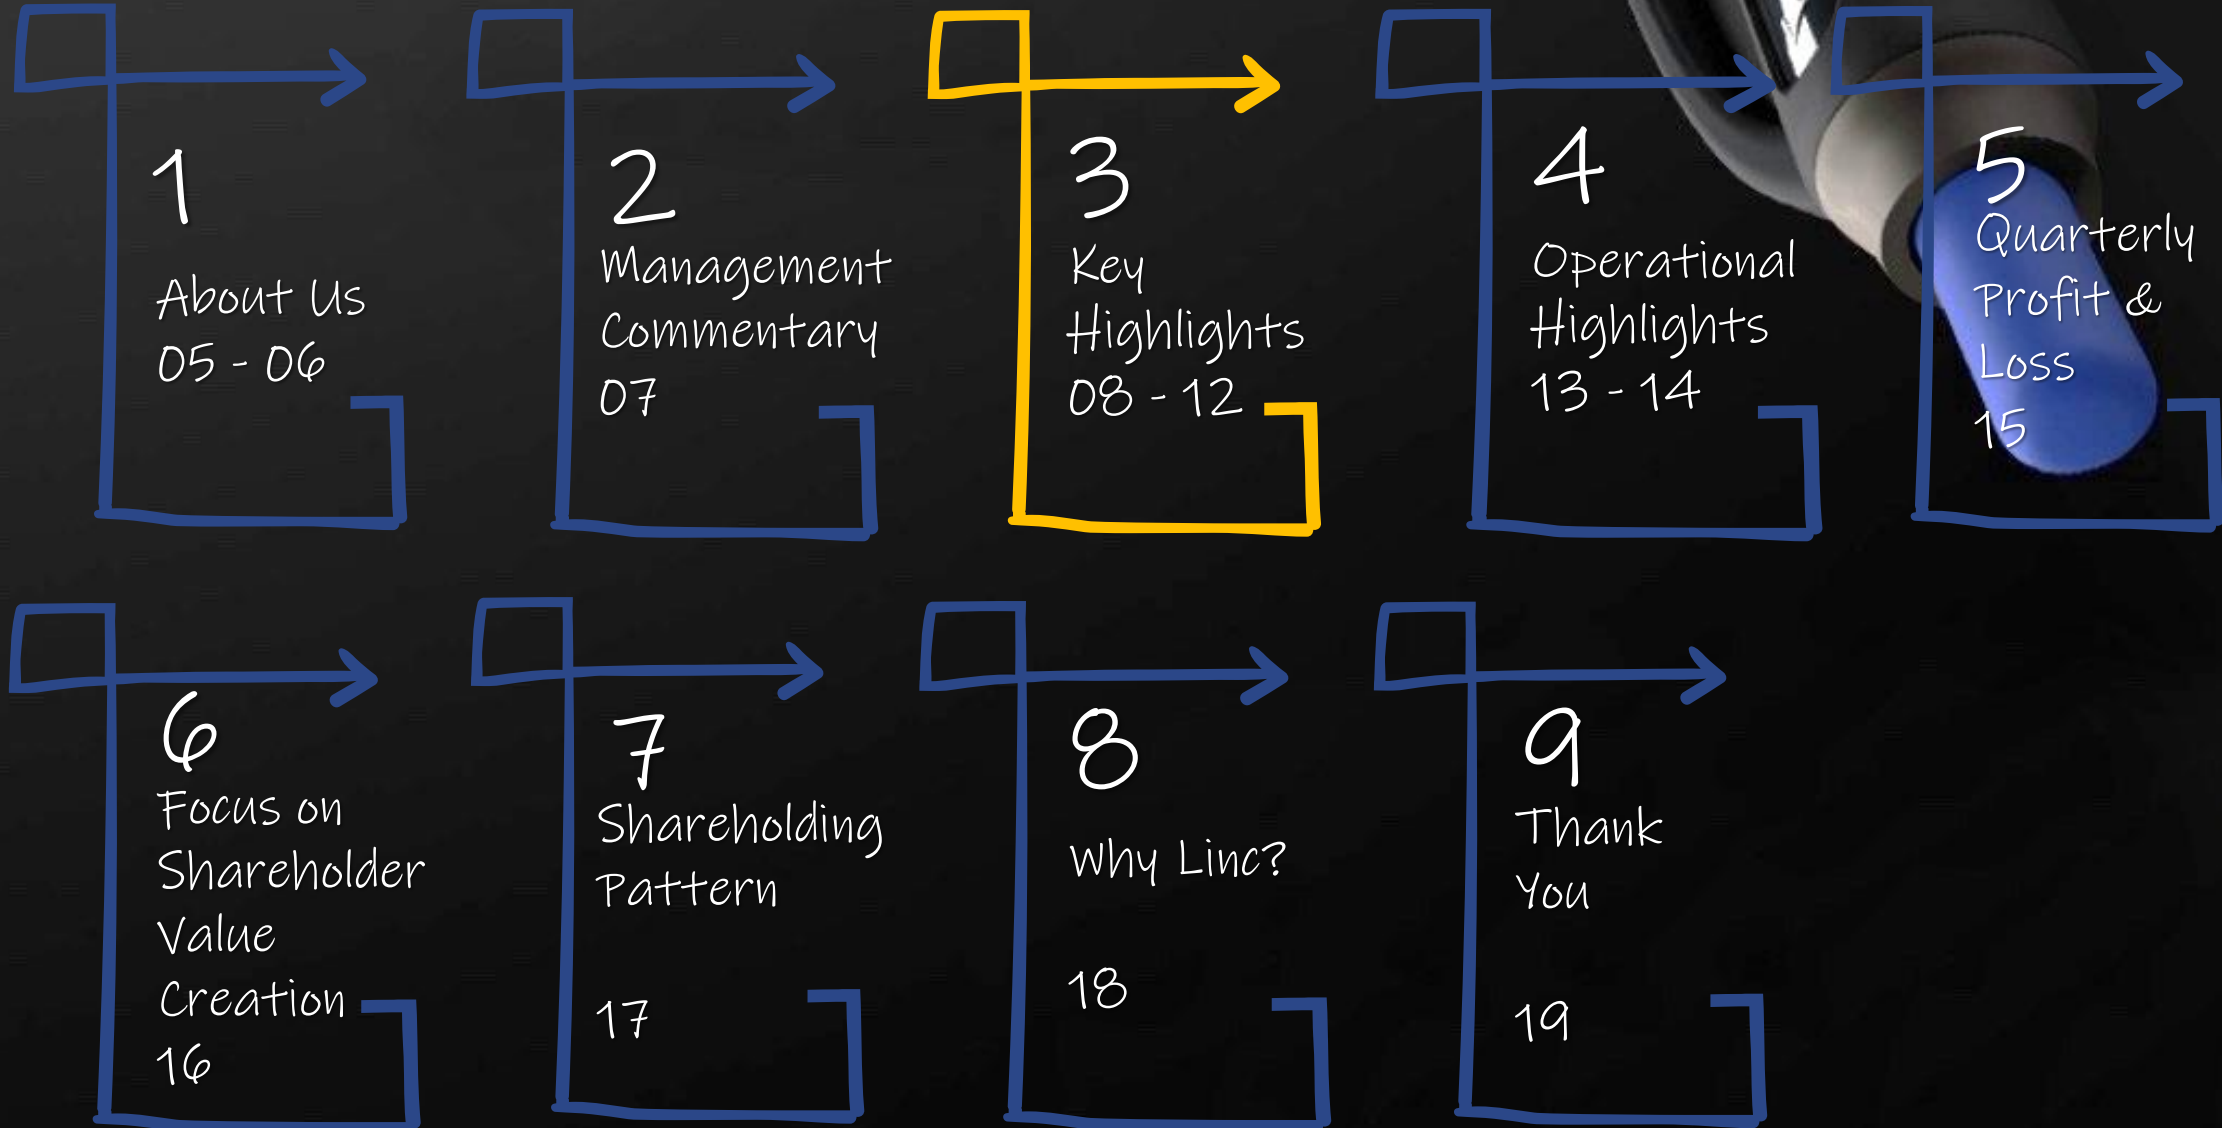 1
About Us
05 - 06
2
Management
Commentary
07
3
Key
Highlights
08 - 12
4
Operational
Highlights
13 - 14
5
Quarterly
Profit &
Loss
15
6
Focus on
Shareholder
Value
Creation
16
7
Shareholding
Pattern
17
8
Why Linc?
18
9
Thank
You
19